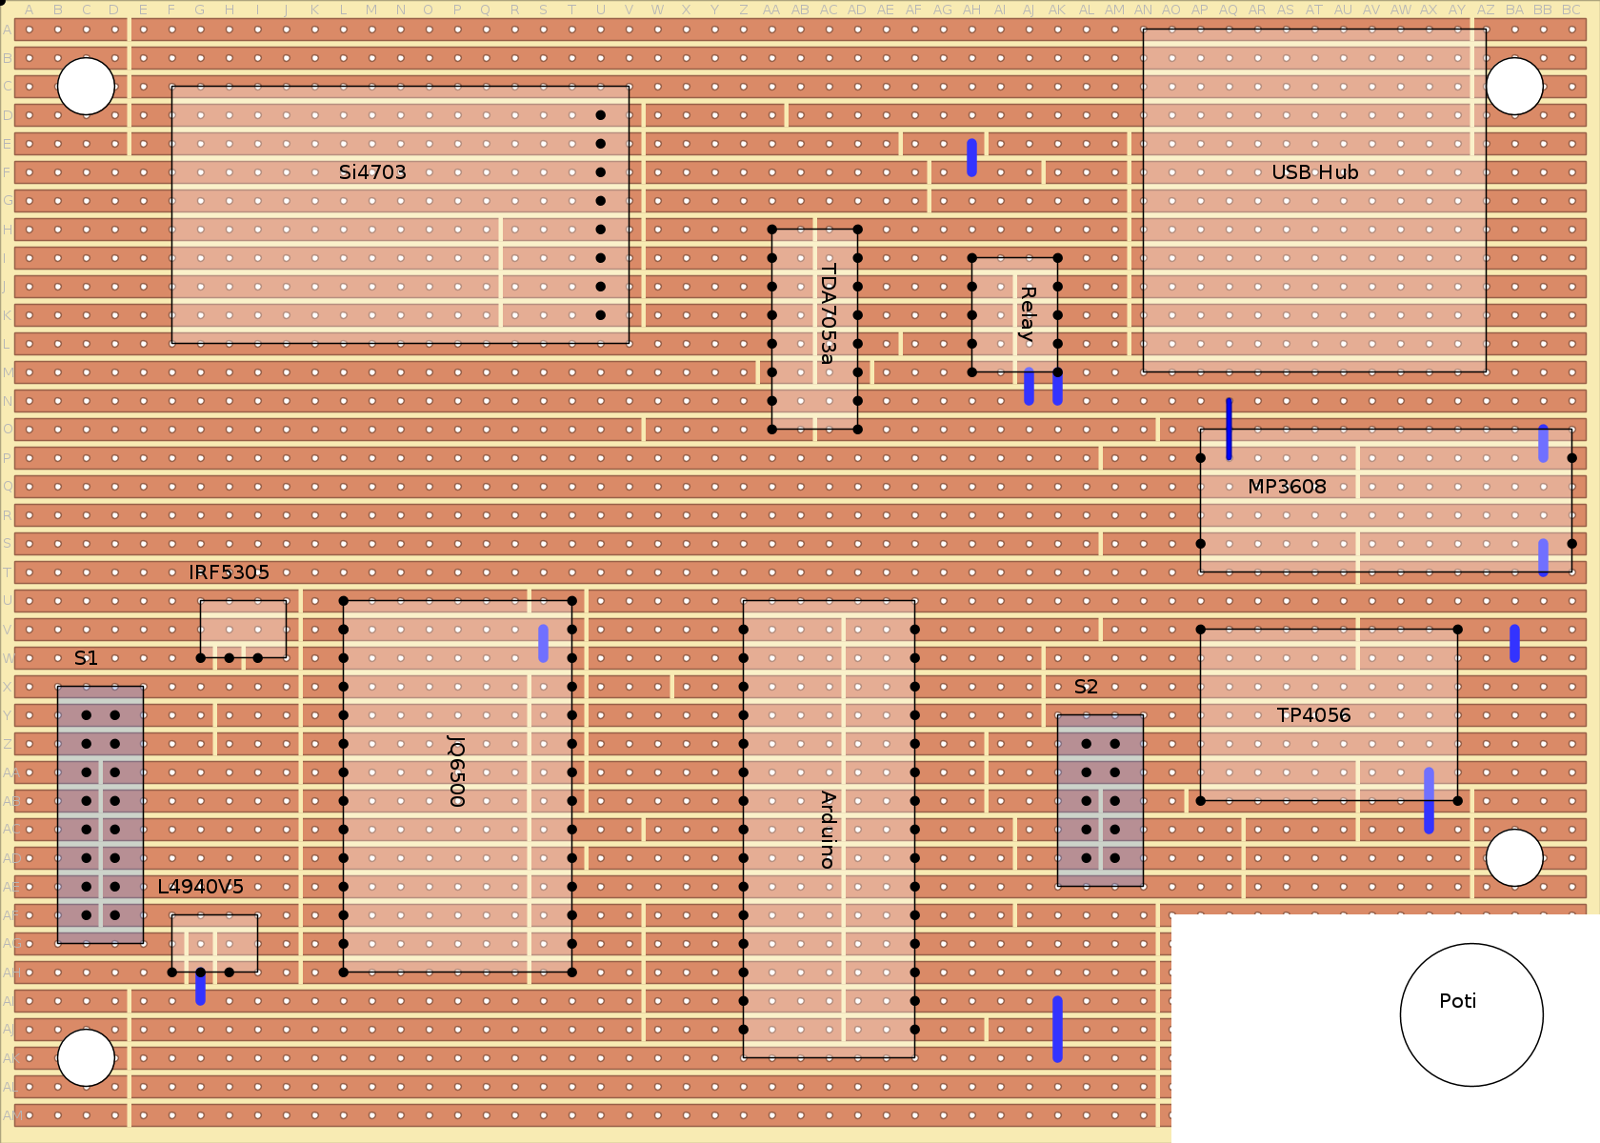 A B C D E F G H I J K L M N O P Q R S T U V W X Y Z AA AB AC AD AE AF AG AH AI AJ AK AL AM AN AO AP AQ AR AS AT AU AV AW AX AY AZ BA BB BC
A
B
C
D
E
F
Si4703
USB Hub
G
H
I
TDA7053a
J
Relay
K
L
M
N
O
P
Q
MP3608
R
S
T
IRF5305
U
V
W
S1
X
S2
Y
TP4056
Z
JQ6500
AA
AB
Arduino
AC
AD
AE
L4940V5
AF
AG
AH
AI
Poti
AJ
AK
AL
AM